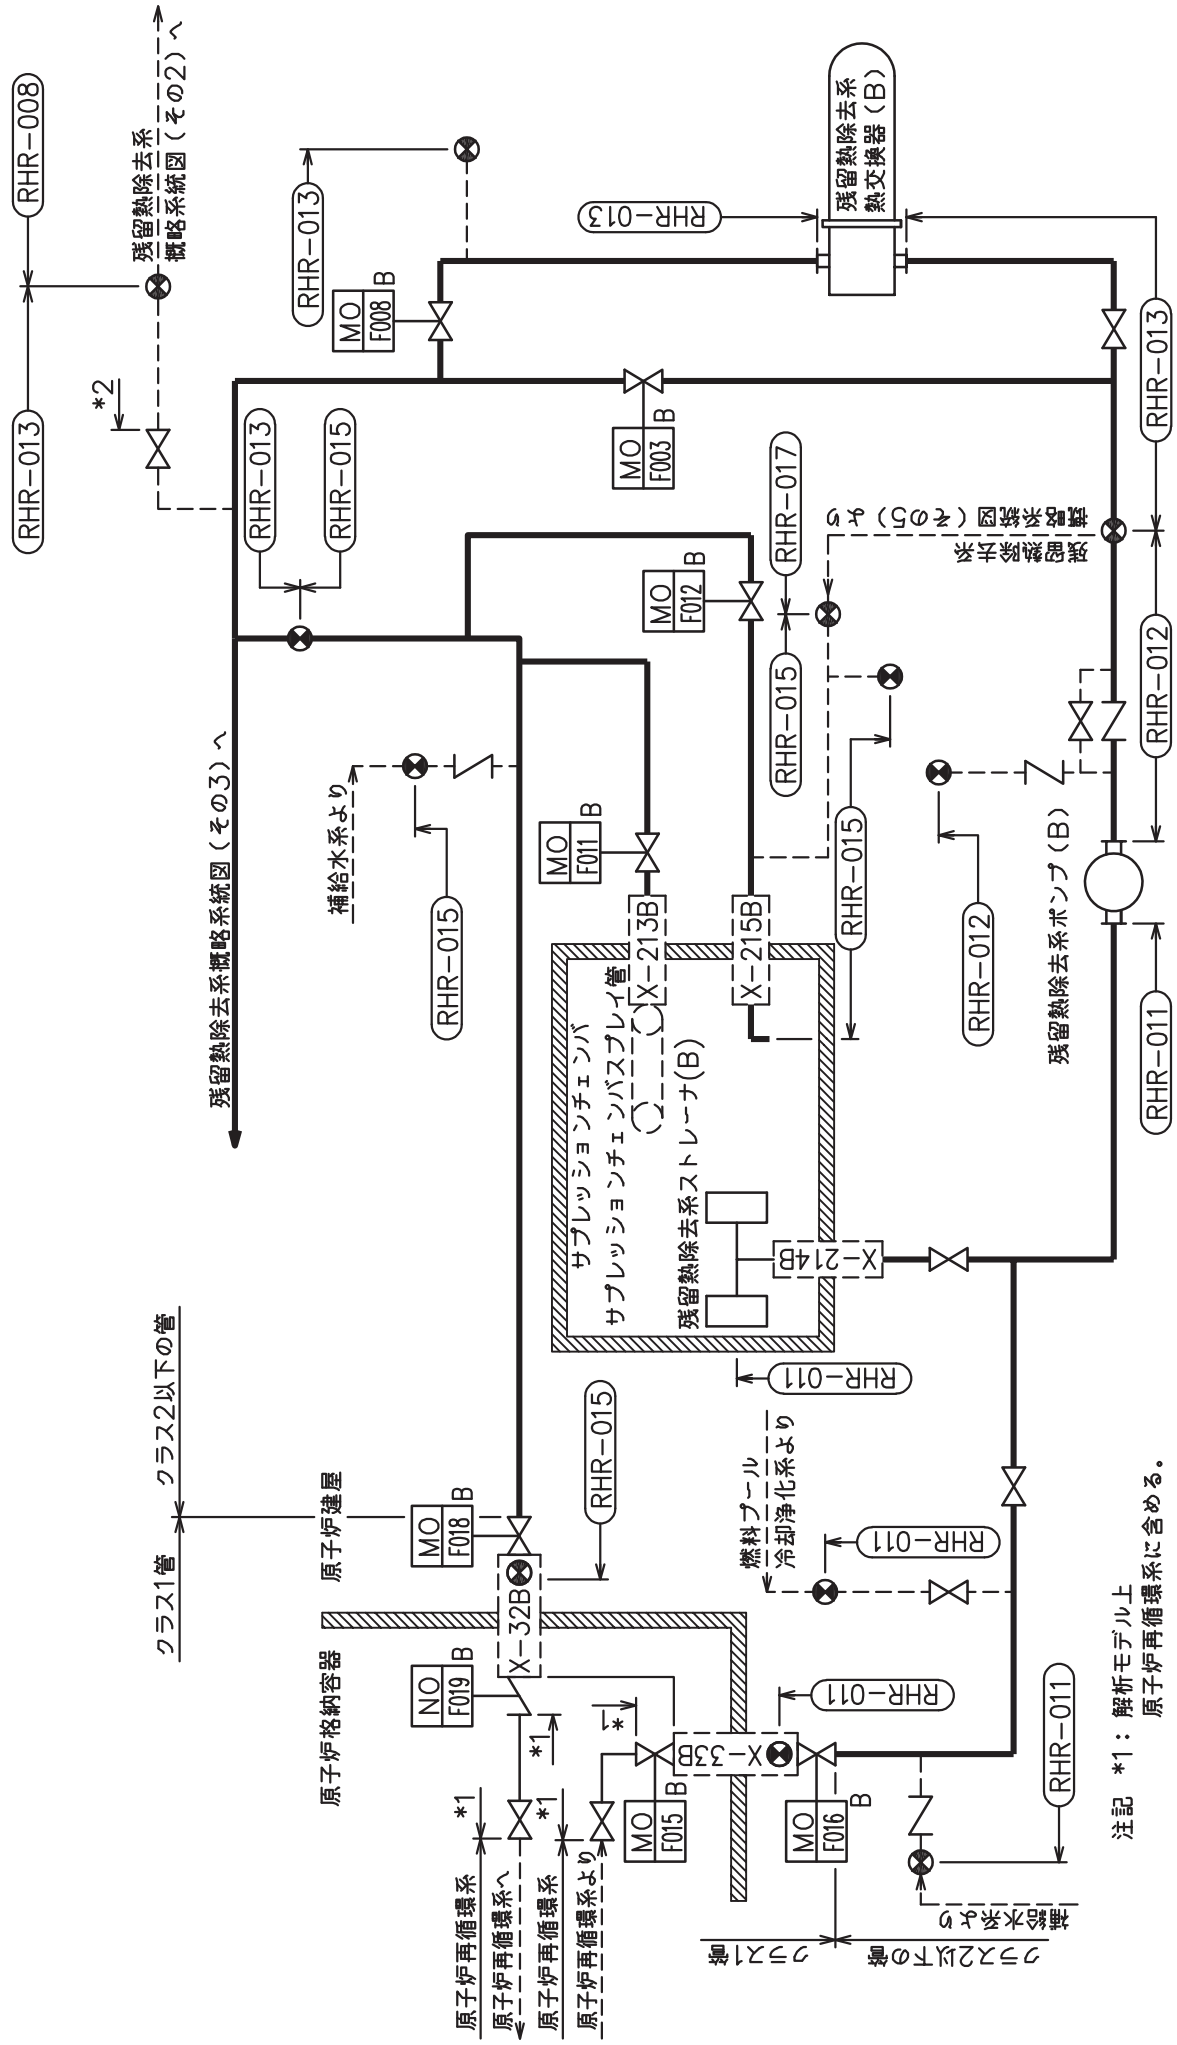 RHR-008
RHR-013
残留熱除去系
概略系統図(その2)へ
*2
RHR-013
MO
F008
B
残留熱除去系
熱交換器(B)
RHR-013
RHR-013
MO
F003
B
RHR-013
RHR-015
残留熱除去系概略系統図(その3)へ
MO
F012
B
RHR-017
RHR-015
残留熱除去系
概略系統図(その5)より
RHR-012
補給水系より
RHR-015
MO
F011
B
X-213B
X-215B
RHR-015
RHR-012
残留熱除去系ポンプ(B)
RHR-011
サプレッションチェンバ
サプレッションチェンバスプレイ管
残留熱除去系ストレーナ(B)
X-214B
RHR-011
クラス1管
クラス2以下の管
原子炉建屋
原子炉格納容器
MO
F018
B
RHR-015
X-32B
NO
F019
B
*1
原子炉再循環系
*1
原子炉再循環系へ
原子炉再循環系
*1
原子炉再循環系より
*1
MO
F015
B
X-33B
RHR-011
MO
F016
B
燃料プール
冷却浄化系より
RHR-011
RHR-011
補給水系より
クラス1管
クラス2以下の管
注記 *1:解析モデル上
原子炉再循環系に含める。